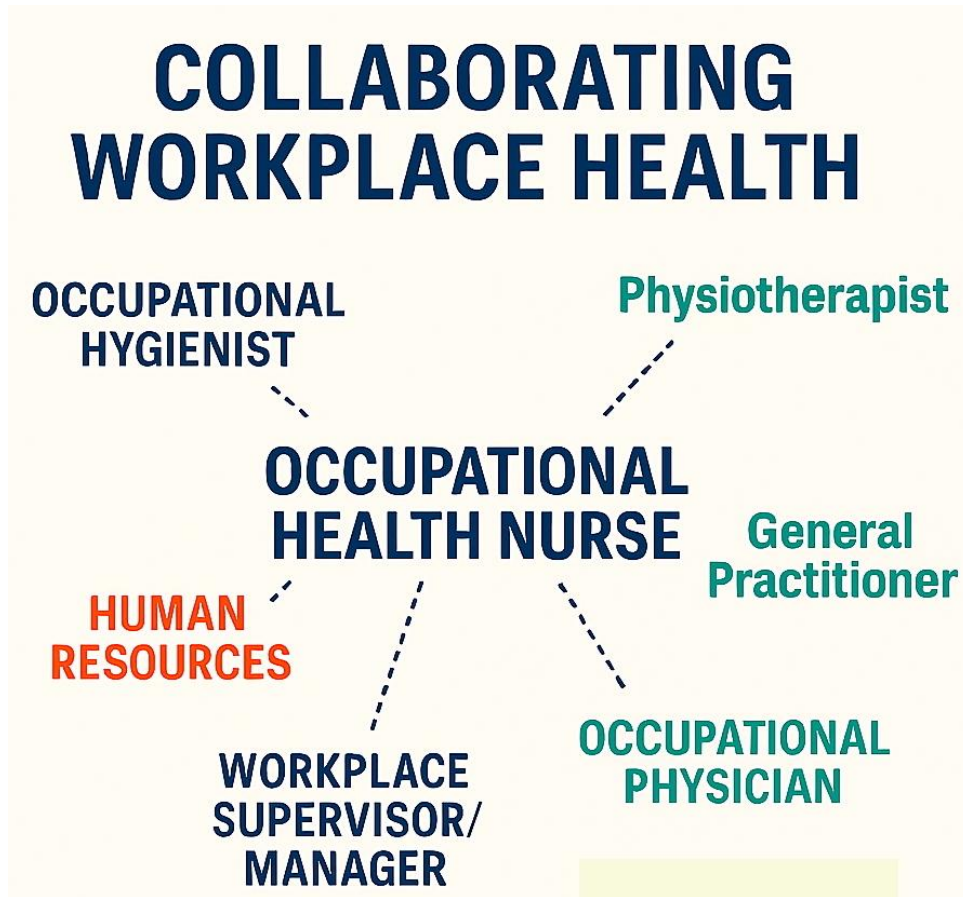 COLLABORATING
WORKPLACE HEALTH
OCCUPATIONAL
HYGIENIST
Physiotherapist
OCCUPATIONAL
HEALTH NURSE
General
Practitioner
HUMAN
RESOURCES
WORKPLACE
SUPERVISOR/
MANAGER
OCCUPATIONAL
PHYSICIAN